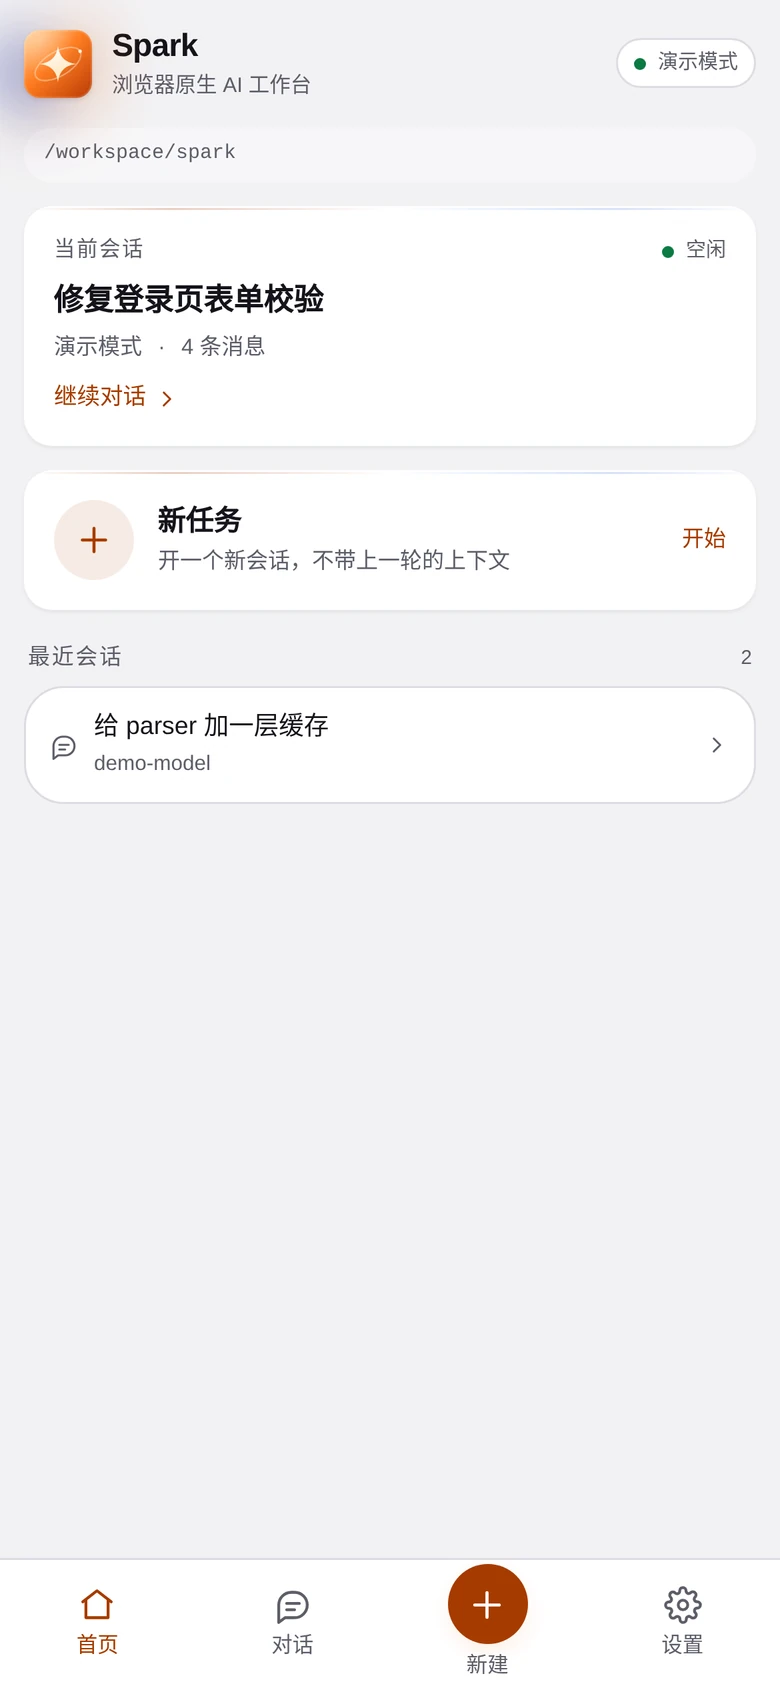 Spark
浏览器原生 AI 工作台
演示模式
/workspace/spark
当前会话
空闲
修复登录页表单校验
演示模式 · 4 条消息
继续对话
新任务
开一个新会话，不带上一轮的上下文
开始
最近会话
2
给 parser 加一层缓存
demo-model
首页
对话
新建
设置